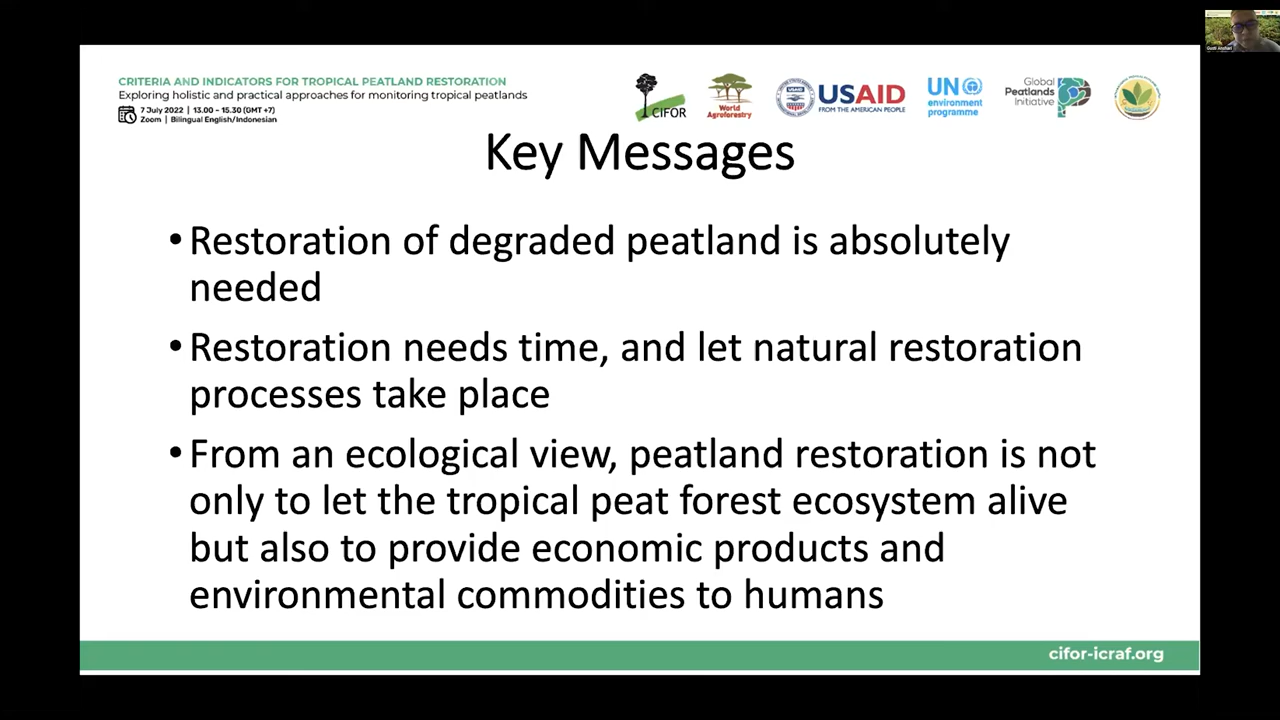 CRITERIA AND INDICATORS FOR TROPICAL PEATLAND RESTORATION
Exploring holistic and practical approaches for monitoring tropical peatlands
7 July 2022 | 13.00 - 15.30 (GMT +7)
Zoom | Bilingual English/Indonesian
CIFOR
World
Agroforestry
USAID
FROM THE AMERICAN PEOPLE
UN
environment
programme
Global
Peatlands
Initiative
Key Messages
• Restoration of degraded peatland is absolutely
needed
• Restoration needs time, and let natural restoration
processes take place
• From an ecological view, peatland restoration is not
only to let the tropical peat forest ecosystem alive
but also to provide economic products and
environmental commodities to humans
cifor-icraf.org